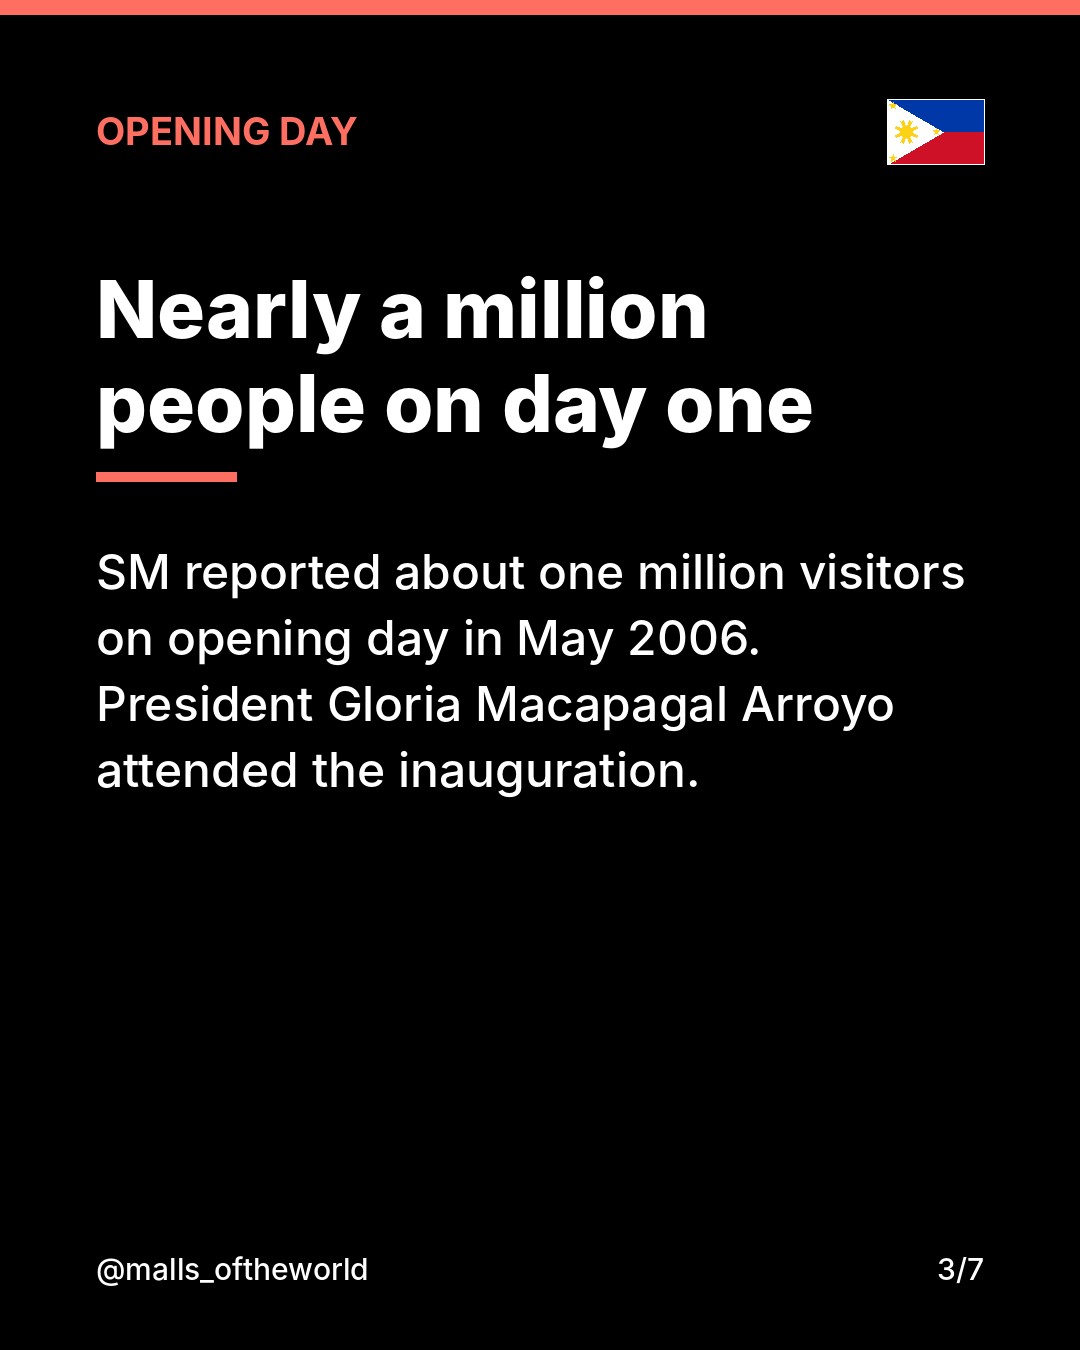 OPENING DAY
Nearly a million
people on day one
SM reported about one million visitors
on opening day in May 2006.
President Gloria Macapagal Arroyo
attended the inauguration.
@malls_oftheworld
3/7